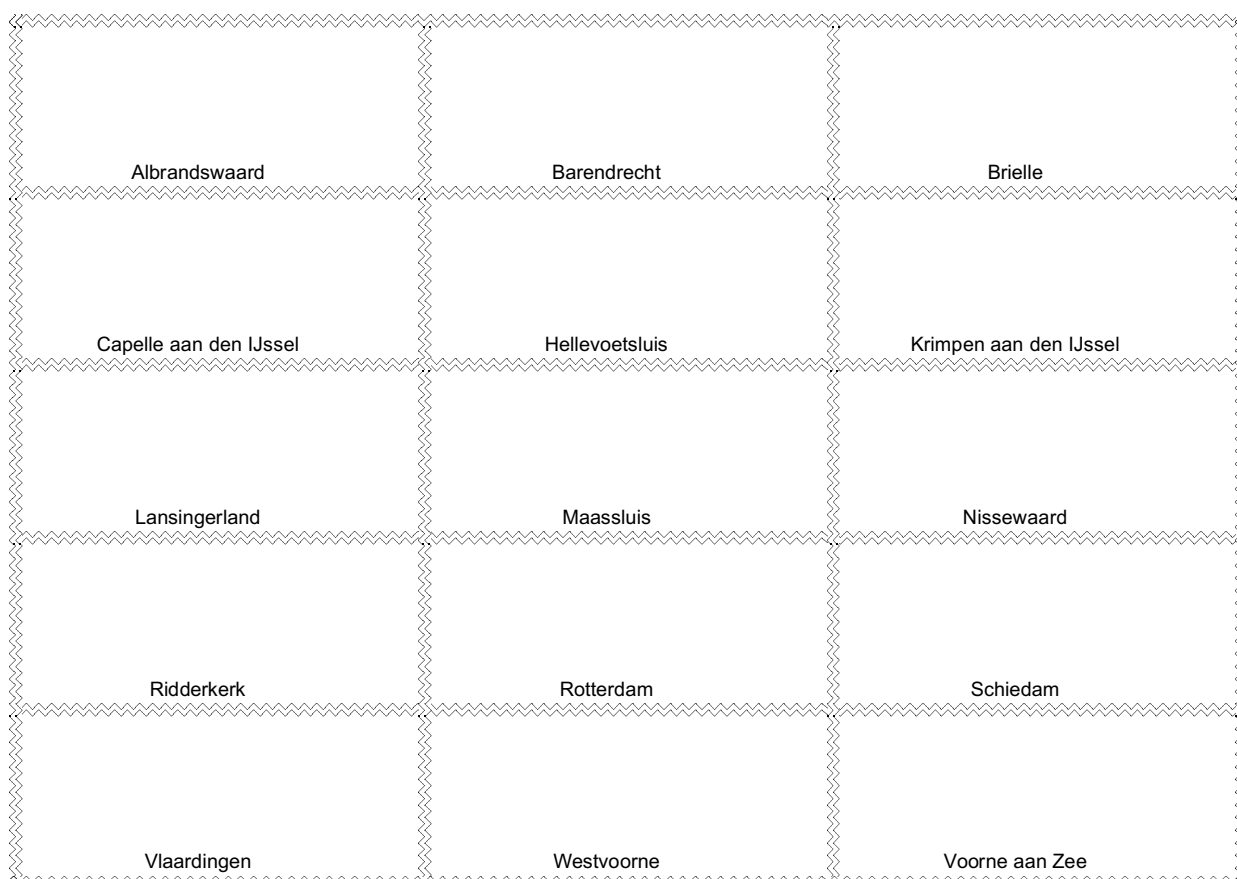 Albrandswaard
Barendrecht
Brielle
Capelle aan den IJssel
Hellevoetsluis
Krimpen aan den IJssel
Lansingerland
Maassluis
Nissewaard
Ridderkerk
Rotterdam
Schiedam
Vlaardingen
Westvoorne
Voorne aan Zee